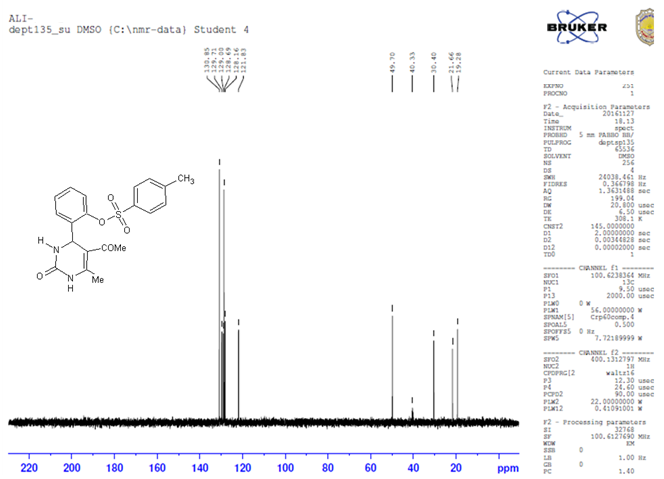 ALI-
dept135_su DMSO {C:\nmr-data} Student 4
130.85
129.71
129.00
128.69
128.16
121.83
49.70
40.33
30.40
21.66
19.28
BRUKER
Current Data Parameters
EXPNO 251
PROCNO 1
F2 - Acquisition Parameters
Date_ 20161127
Time 18.13
INSTRUM spect
PROBHD 5 mm PABBO BB/
PULPROG deptsp135
TD 65536
SOLVENT DMSO
NS 256
DS 4
SWH 24038.461 Hz
FIDRES 0.366798 Hz
AQ 1.3631488 sec
RG 199.04
DW 20.800 usec
DE 6.50 usec
TE 308.1 K
CNST2 145.0000000
D1 2.00000000 sec
D2 0.00344828 sec
D12 0.00002000 sec
TD0 1
======== CHANNEL f1 ========
SFO1 100.6238364 MHz
NUC1 13C
P1 9.50 usec
P13 2000.00 usec
PLW0 0 W
PLW1 56.00000000 W
SPNAM[5] Crp60comp.4
SPOAL5 0.500
SPOFFS5 0 Hz
SPW5 7.72189999 W
======== CHANNEL f2 ========
SFO2 400.1312797 MHz
NUC2 1H
CPDPRG[2 waltz16
P3 12.30 usec
P4 24.60 usec
PCPD2 90.00 usec
PLW2 22.00000000 W
PLW12 0.41091001 W
F2 - Processing parameters
SI 32768
SF 100.6127690 MHz
WDW EM
SSB 0
LB 1.00 Hz
GB 0
PC 1.40
CH3
O
O
S
O
H
N
COMe
O
N
H
Me
220 200 180 160 140 120 100 80 60 40 20 ppm